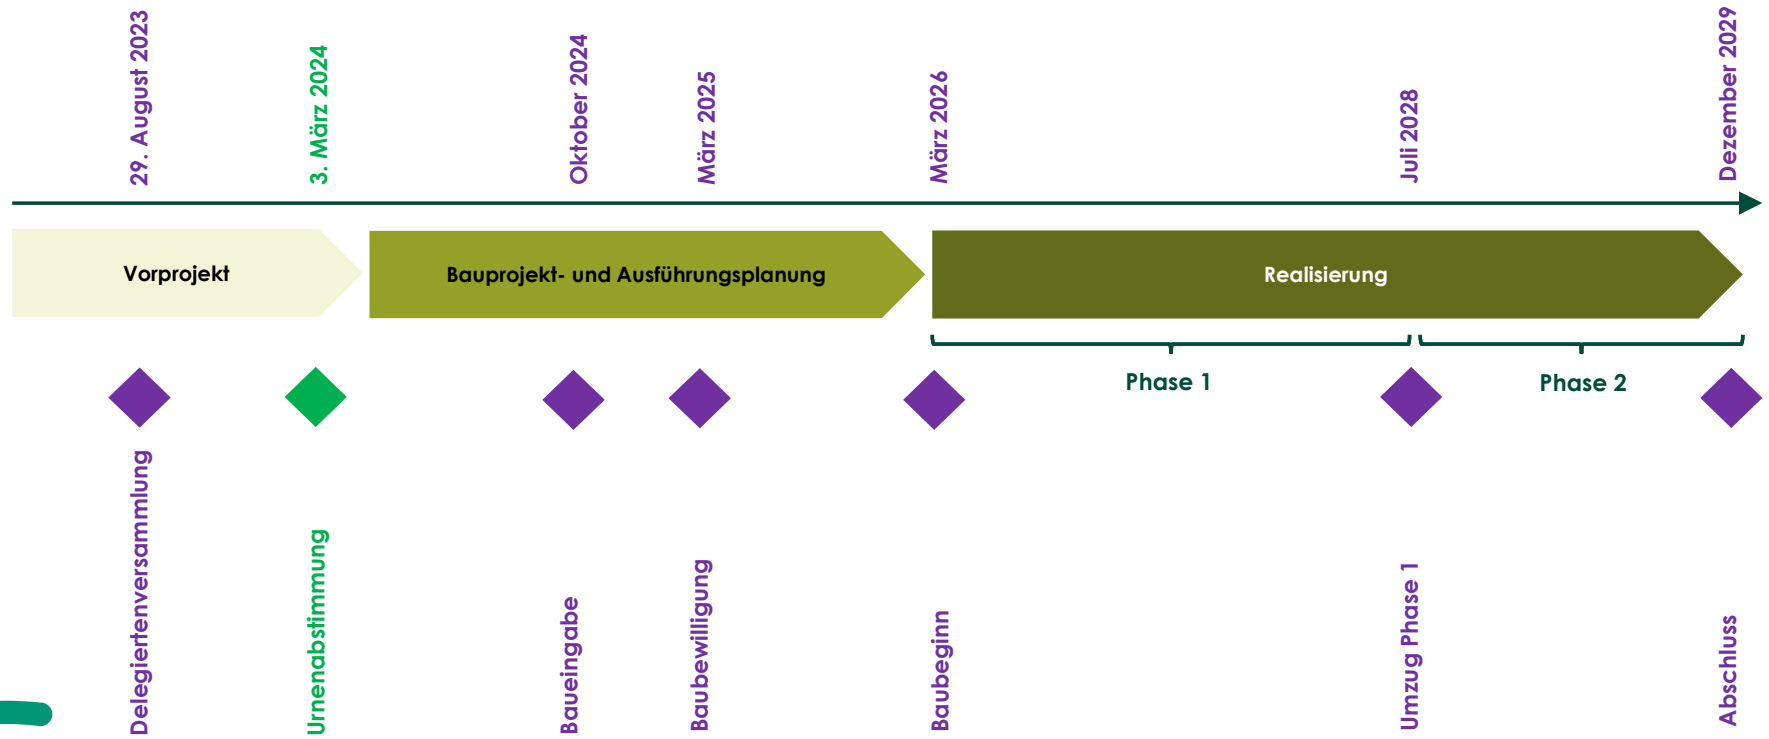 29. August 2023
3. März 2024
Oktober 2024
März 2025
März 2026
Juli 2028
Dezember 2029
Vorprojekt
Bauprojekt- und Ausführungsplanung
Realisierung
Phase 1
Phase 2
Delegiertenversammlung
Urnenabstimmung
Baueingabe
Baubewilligung
Baubeginn
Umzug Phase 1
Abschluss